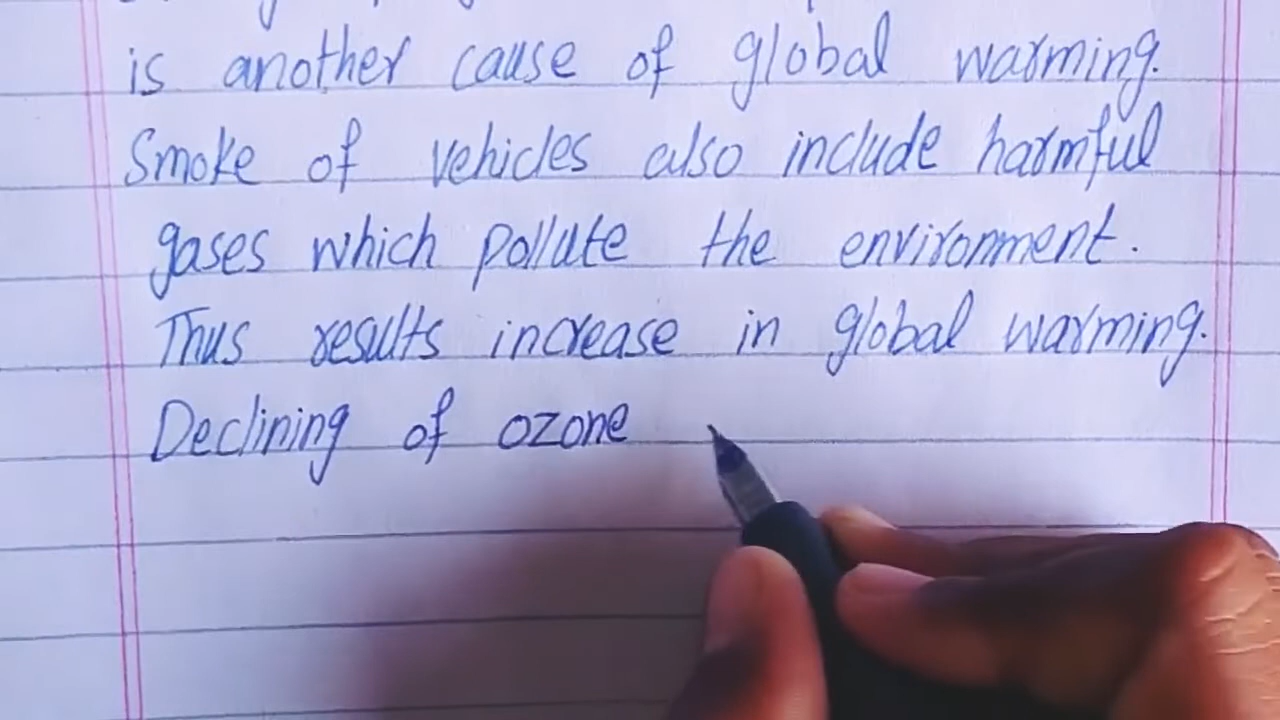 is another cause of global warming.
Smoke of vehicles also include harmful
gases which pollute the environment.
Thus results increase in global warming.
Declining of ozone